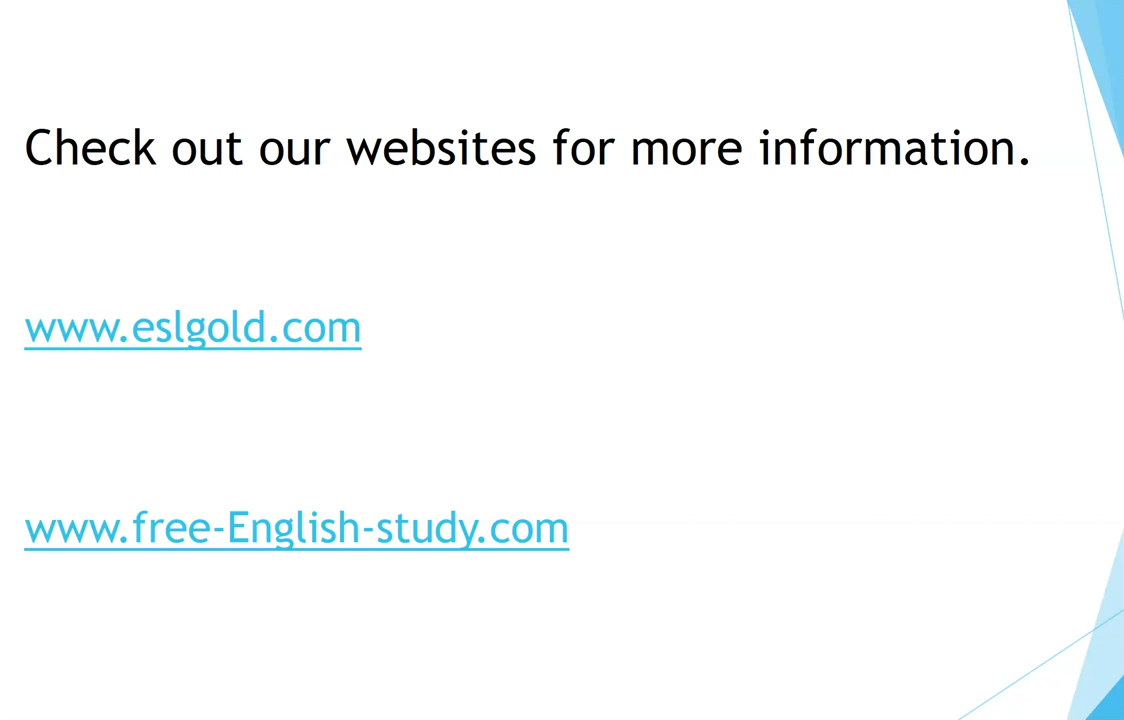 Check out our websites for more information.
www.eslgold.com
www.free-English-study.com